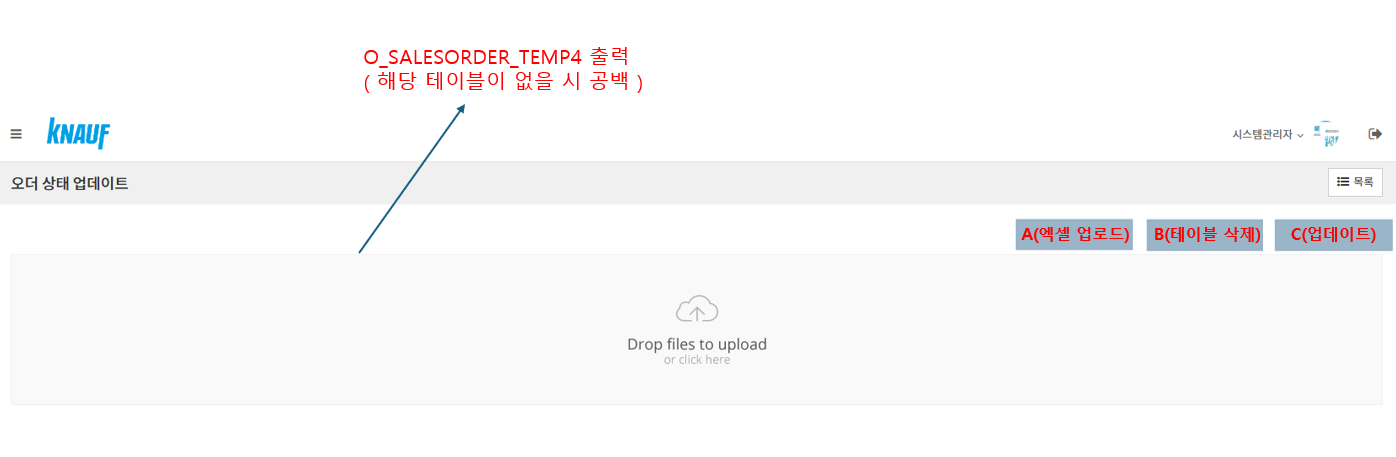 O_SALESORDER_TEMP4 출력
( 해당 테이블이 없을 시 공백 )
KNAUF
시스템관리자
오더 상태 업데이트
목록
A(엑셀 업로드)
B(테이블 삭제)
C(업데이트)
Drop files to upload
or click here